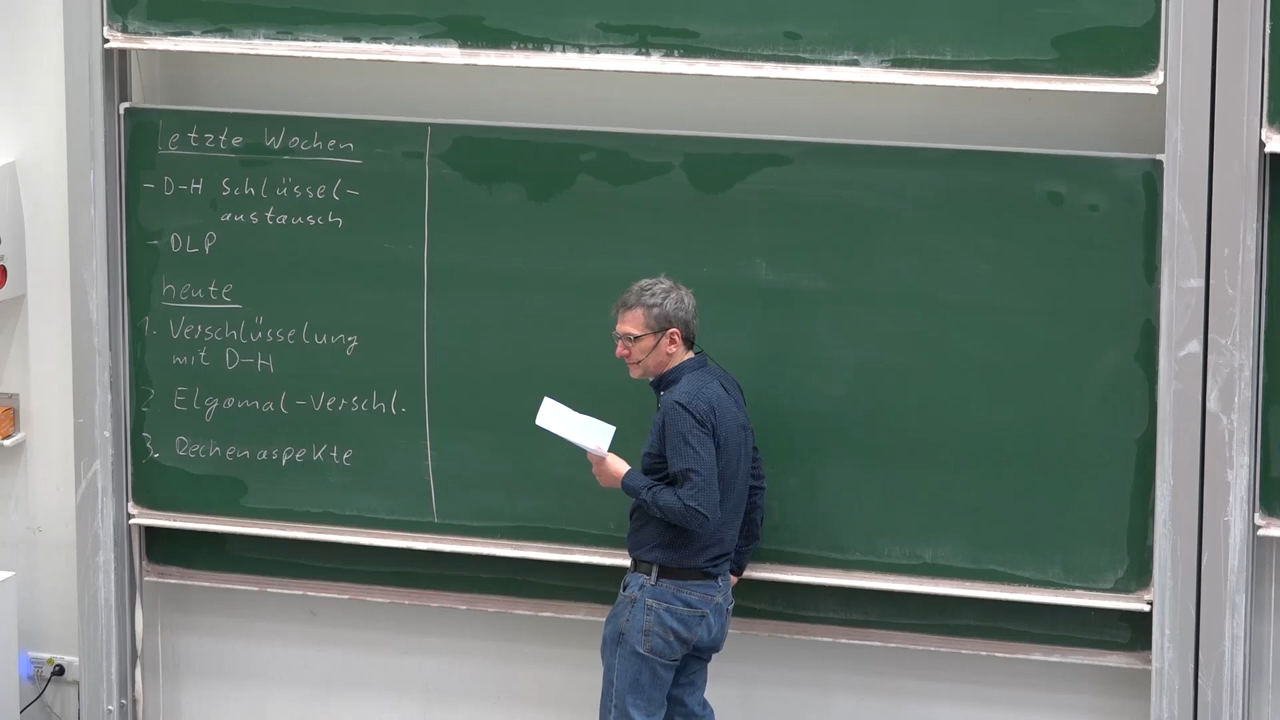 letzte Wochen
- D-H Schlüssel-
austausch
- DLP
heute
1. Verschlüsselung
mit D-H
2. Elgamal-Verschl.
3. Rechenaspekte